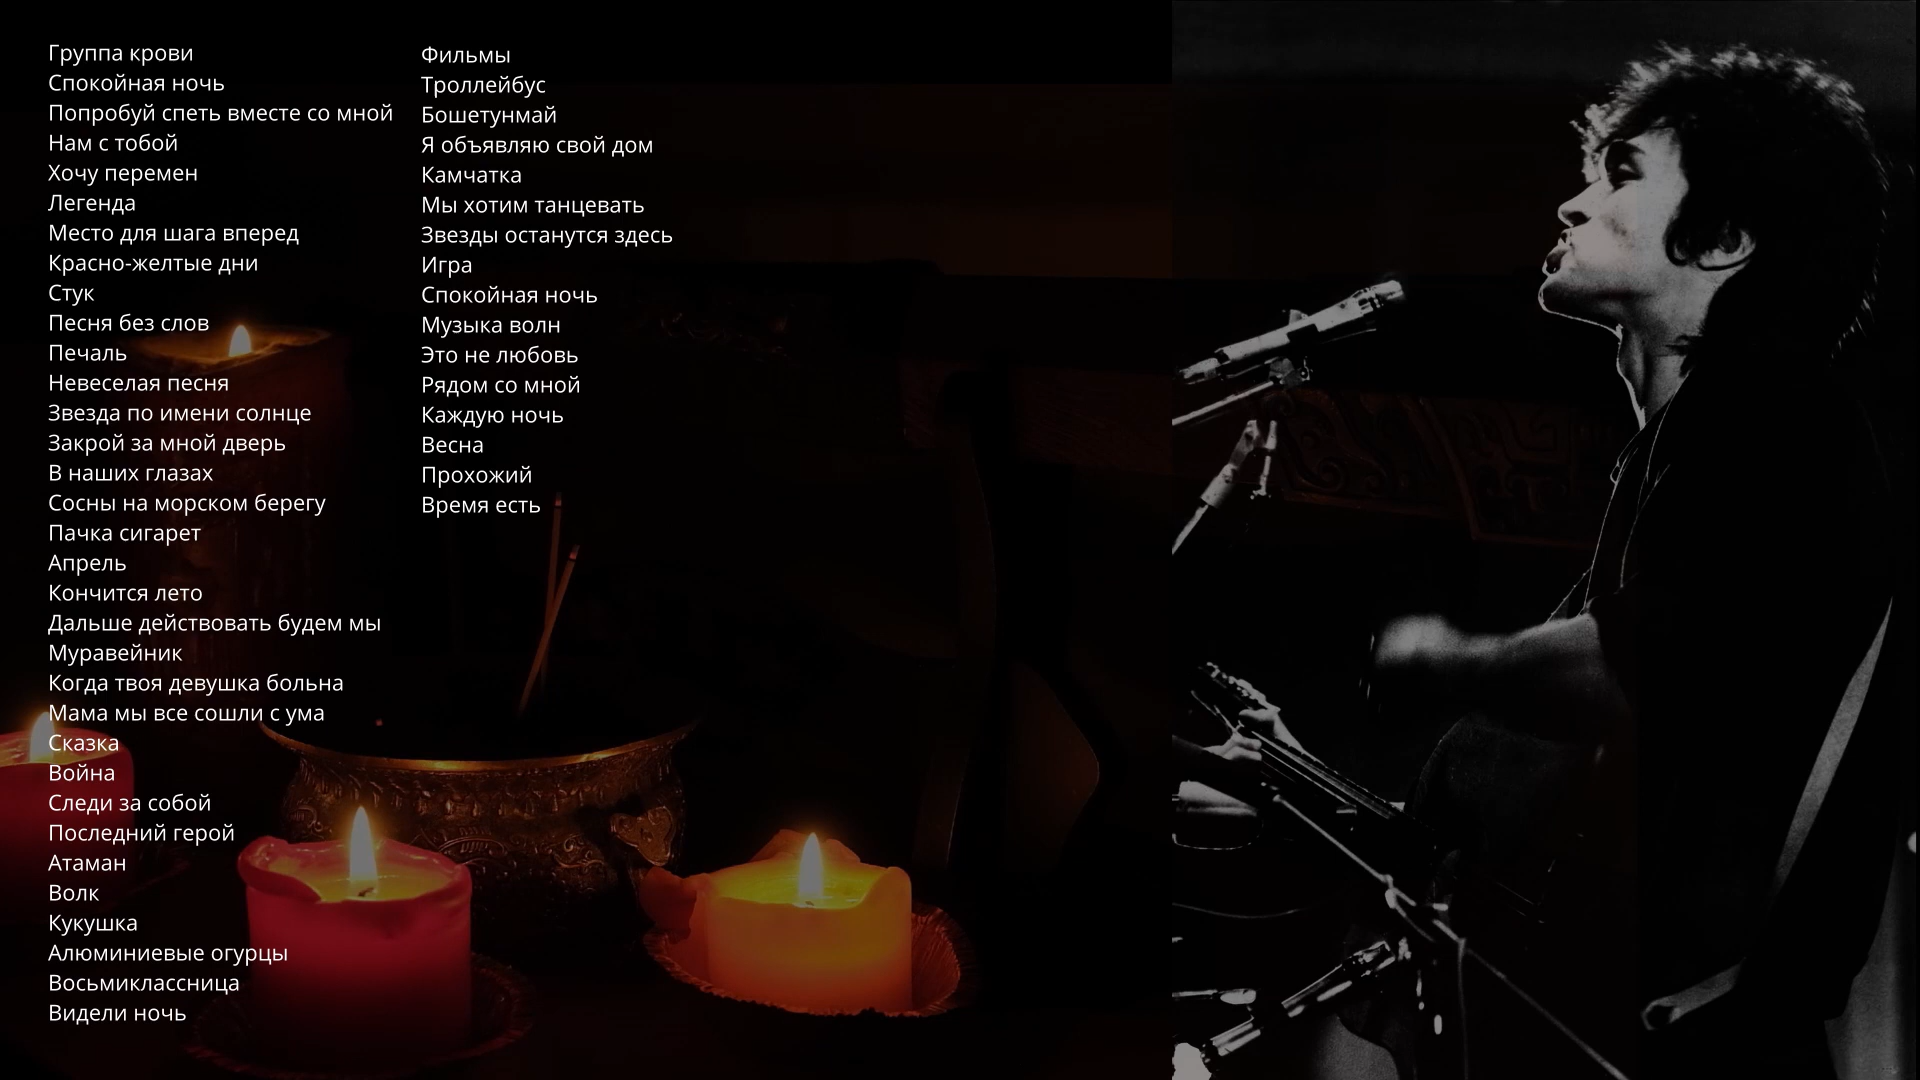 Группа крови
Спокойная ночь
Попробуй спеть вместе со мной
Нам с тобой
Хочу перемен
Легенда
Место для шага вперед
Красно-желтые дни
Стук
Песня без слов
Печаль
Невеселая песня
Звезда по имени солнце
Закрой за мной дверь
В наших глазах
Сосны на морском берегу
Пачка сигарет
Апрель
Кончится лето
Дальше действовать будем мы
Муравейник
Когда твоя девушка больна
Мама мы все сошли с ума
Сказка
Война
Следи за собой
Последний герой
Атаман
Волк
Кукушка
Алюминиевые огурцы
Восьмиклассница
Видели ночь
Фильмы
Троллейбус
Бошетунмай
Я объявляю свой дом
Камчатка
Мы хотим танцевать
Звезды останутся здесь
Игра
Спокойная ночь
Музыка волн
Это не любовь
Рядом со мной
Каждую ночь
Весна
Прохожий
Время есть